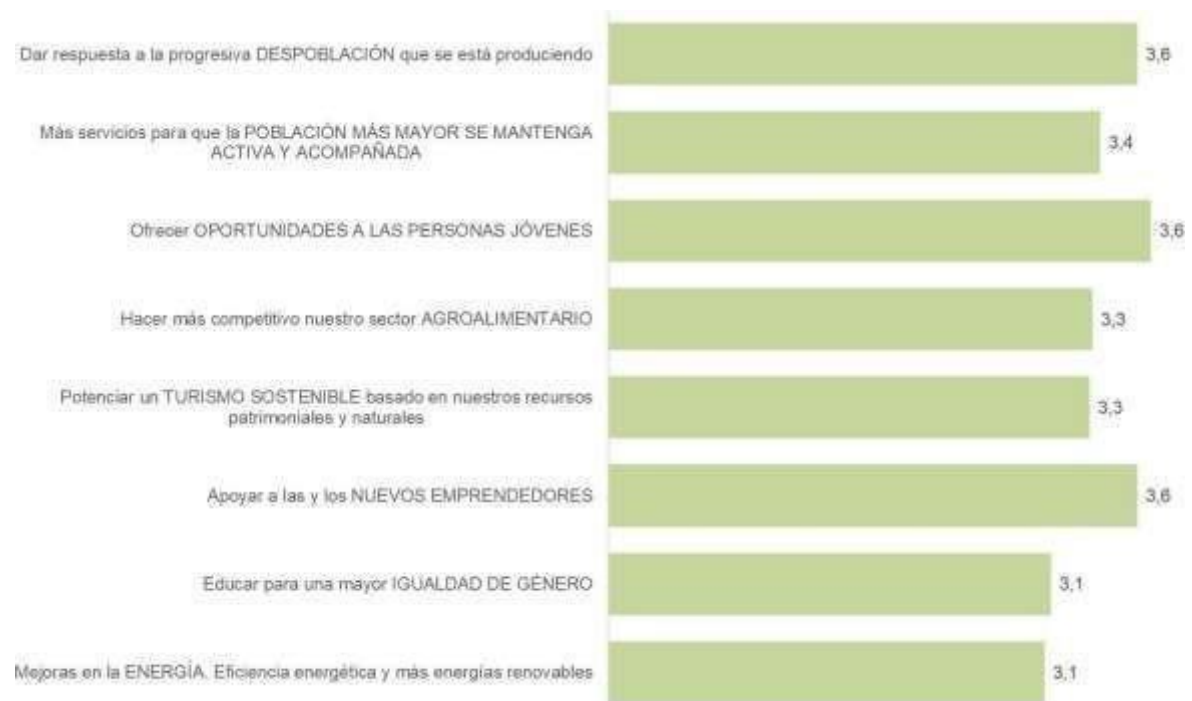 Dar respuesta a la progresiva DESPOBLACIÓN que se está produciendo
3,6
Más servicios para que la POBLACIÓN MÁS MAYOR SE MANTENGA
ACTIVA Y ACOMPAÑADA
3,4
Ofrecer OPORTUNIDADES A LAS PERSONAS JÓVENES
3,6
Hacer más competitivo nuestro sector AGROALIMENTARIO
3,3
Potenciar un TURISMO SOSTENIBLE basado en nuestros recursos
patrimoniales y naturales
3,3
Apoyar a las y los NUEVOS EMPRENDEDORES
3,6
Educar para una mayor IGUALDAD DE GÉNERO
3,1
Mejoras en la ENERGÍA. Eficiencia energética y más energías renovables
3,1